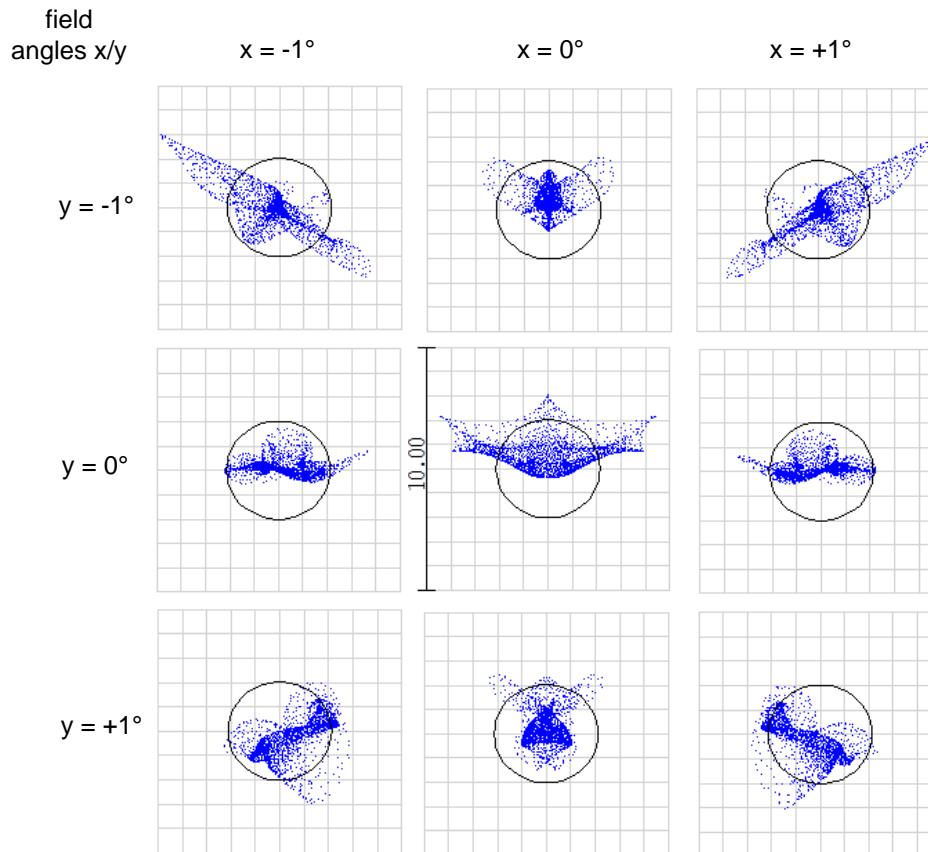 field
angles x/y
x = -1°
x = 0°
x = +1°
y = -1°
y = 0°
10.00
y = +1°